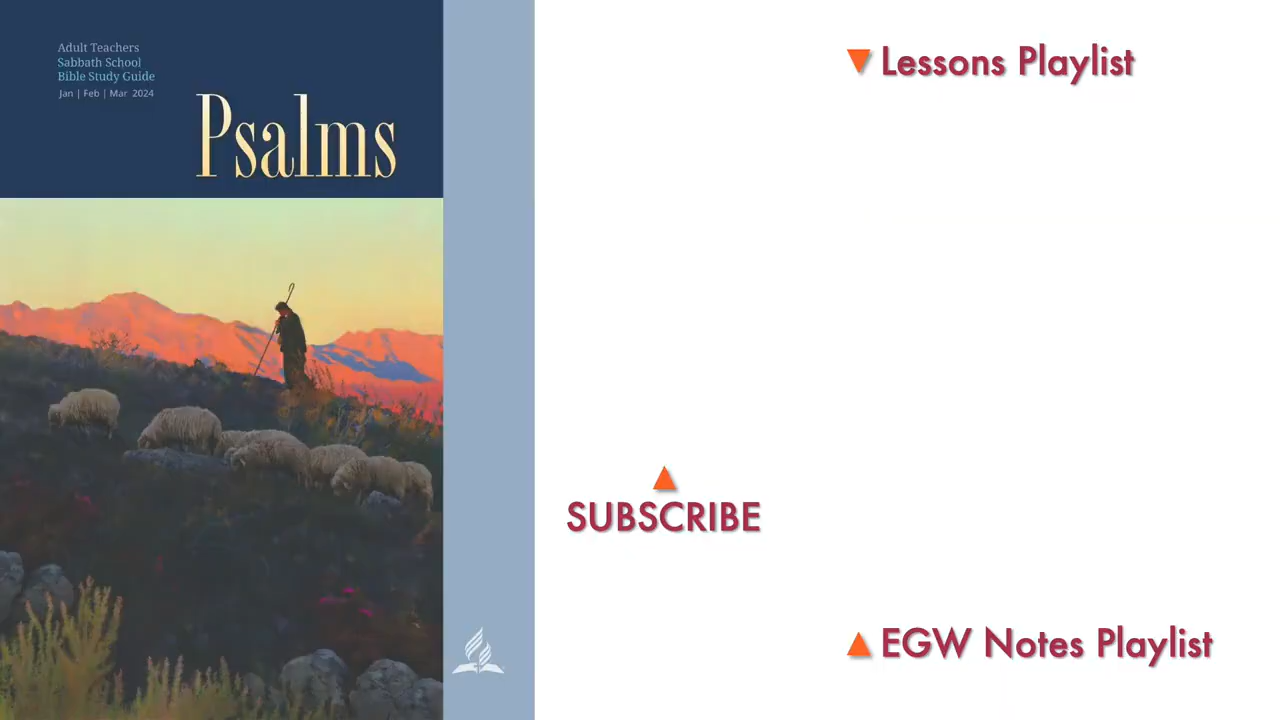 Adult Teachers
Sabbath School
Bible Study Guide
Jan | Feb | Mar 2024
Psalms
Lessons Playlist
SUBSCRIBE
EGW Notes Playlist